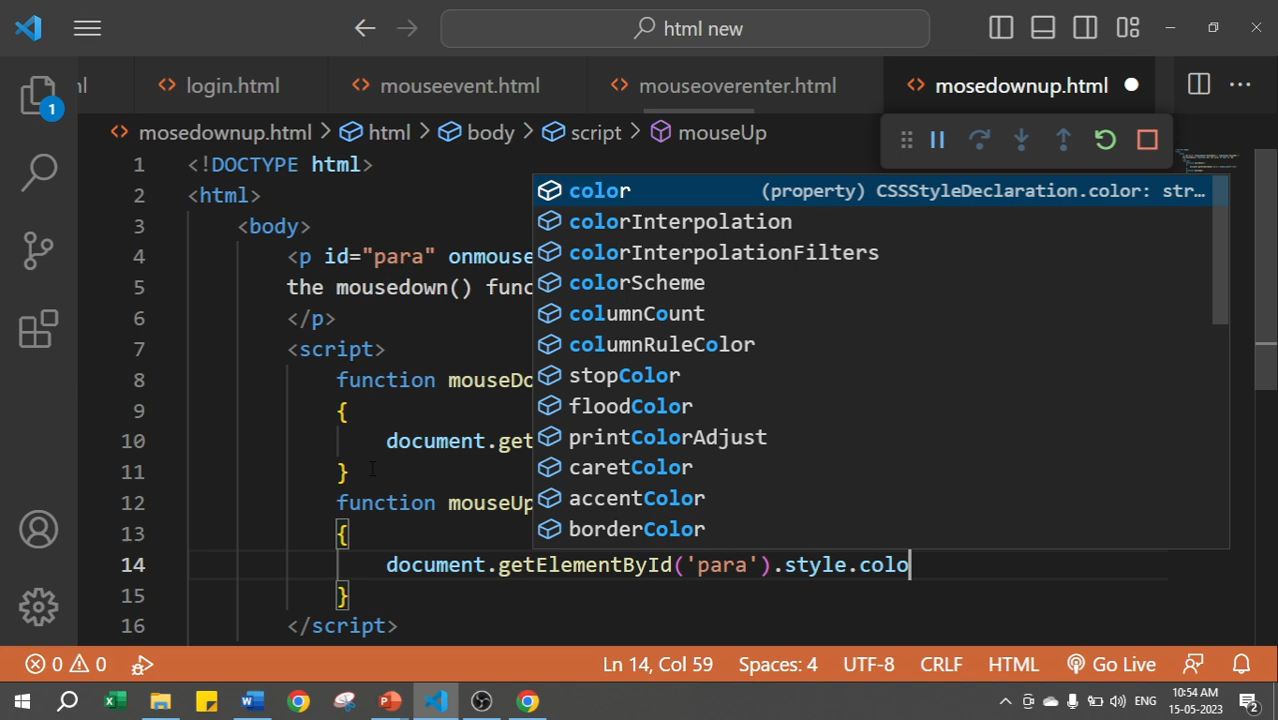 html new
ml
login.html
mouseevent.html
mouseoverenter.html
mosedownup.html
mosedownup.html > html > body > script > mouseUp
1 <!DOCTYPE html>
2 <html>
3 <body>
4 <p id="para" onmouse
5 the mousedown() func
6 </p>
7 <script>
8 function mouseDo
9 {
10 document.get
11 }
12 function mouseUp
13 {
14 document.getElementById('para').style.colo
15 }
16 </script>
color (property) CSSStyleDeclaration.color: str…
colorInterpolation
colorInterpolationFilters
colorScheme
columnCount
columnRuleColor
stopColor
floodColor
printColorAdjust
caretColor
accentColor
borderColor
1
0 0
Ln 14, Col 59
Spaces: 4
UTF-8
CRLF
HTML
Go Live
ENG
10:54 AM
15-05-2023
2